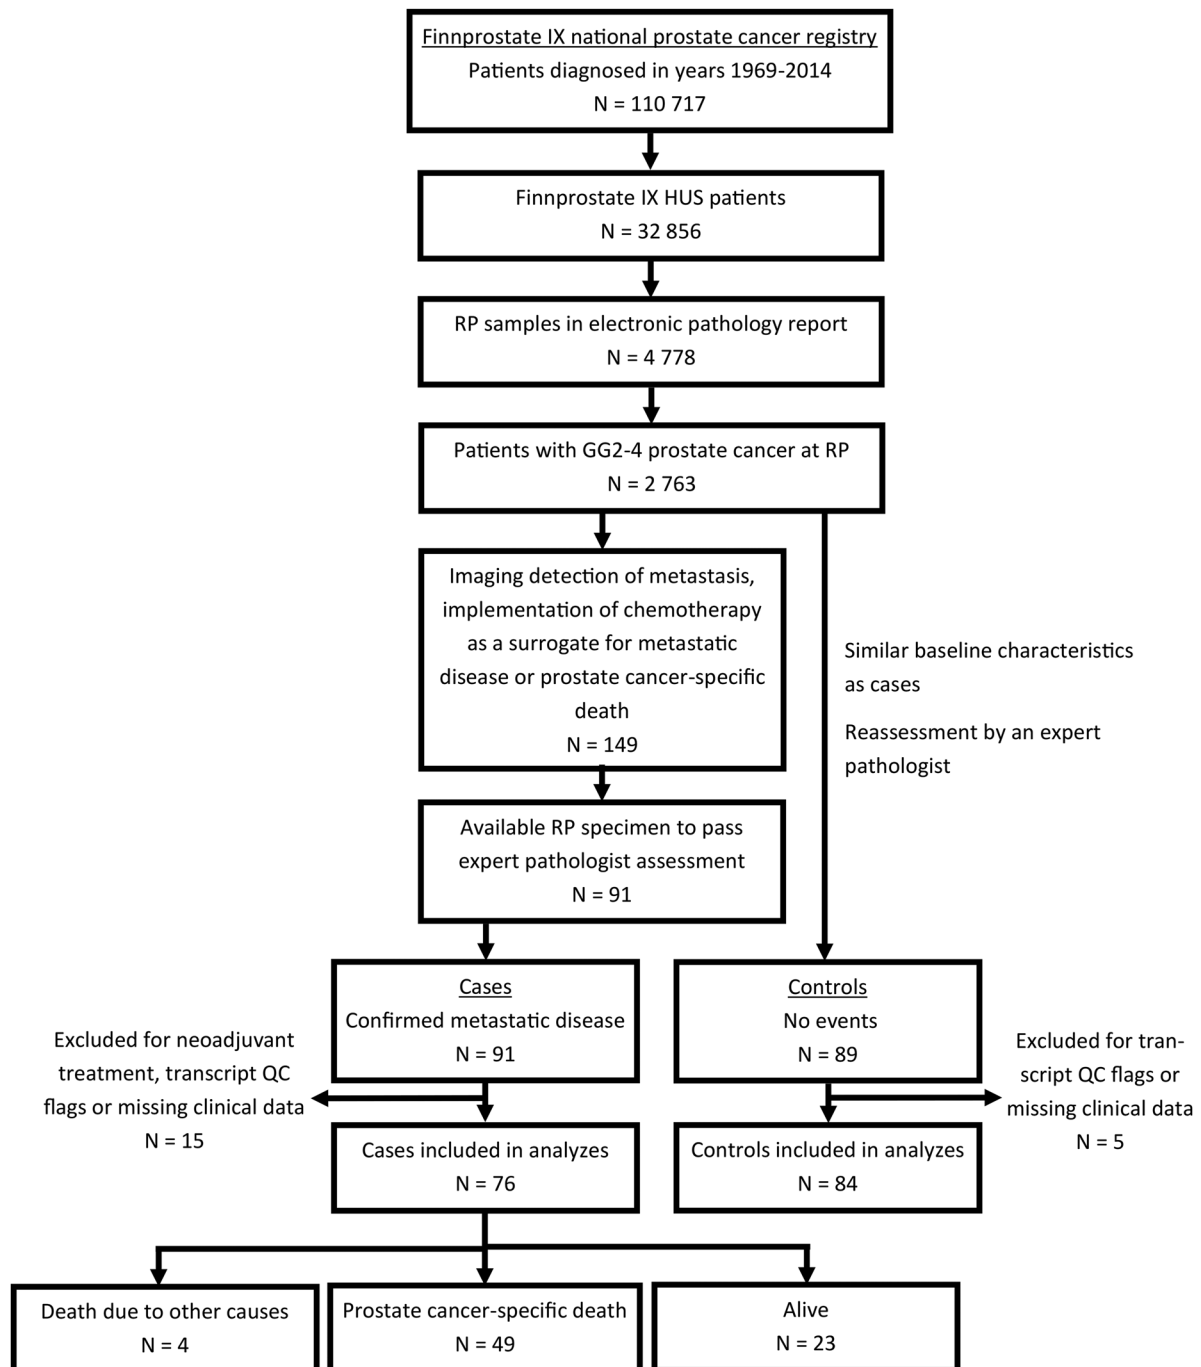 Finnprostate IX national prostate cancer registry
Patients diagnosed in years 1969-2014
N = 110 717
Finnprostate IX HUS patients
N = 32 856
RP samples in electronic pathology report
N = 4 778
Patients with GG2-4 prostate cancer at RP
N = 2 763
Imaging detection of metastasis,
implementation of chemotherapy
as a surrogate for metastatic
disease or prostate cancer-specific
death
N = 149
Similar baseline characteristics
as cases
Reassessment by an expert
pathologist
Available RP specimen to pass
expert pathologist assessment
N = 91
Cases
Confirmed metastatic disease
N = 91
Controls
No events
N = 89
Excluded for neoadjuvant
treatment, transcript QC
flags or missing clinical data
N = 15
Excluded for tran-
script QC flags or
missing clinical data
N = 5
Cases included in analyzes
N = 76
Controls included in analyzes
N = 84
Death due to other causes
N = 4
Prostate cancer-specific death
N = 49
Alive
N = 23